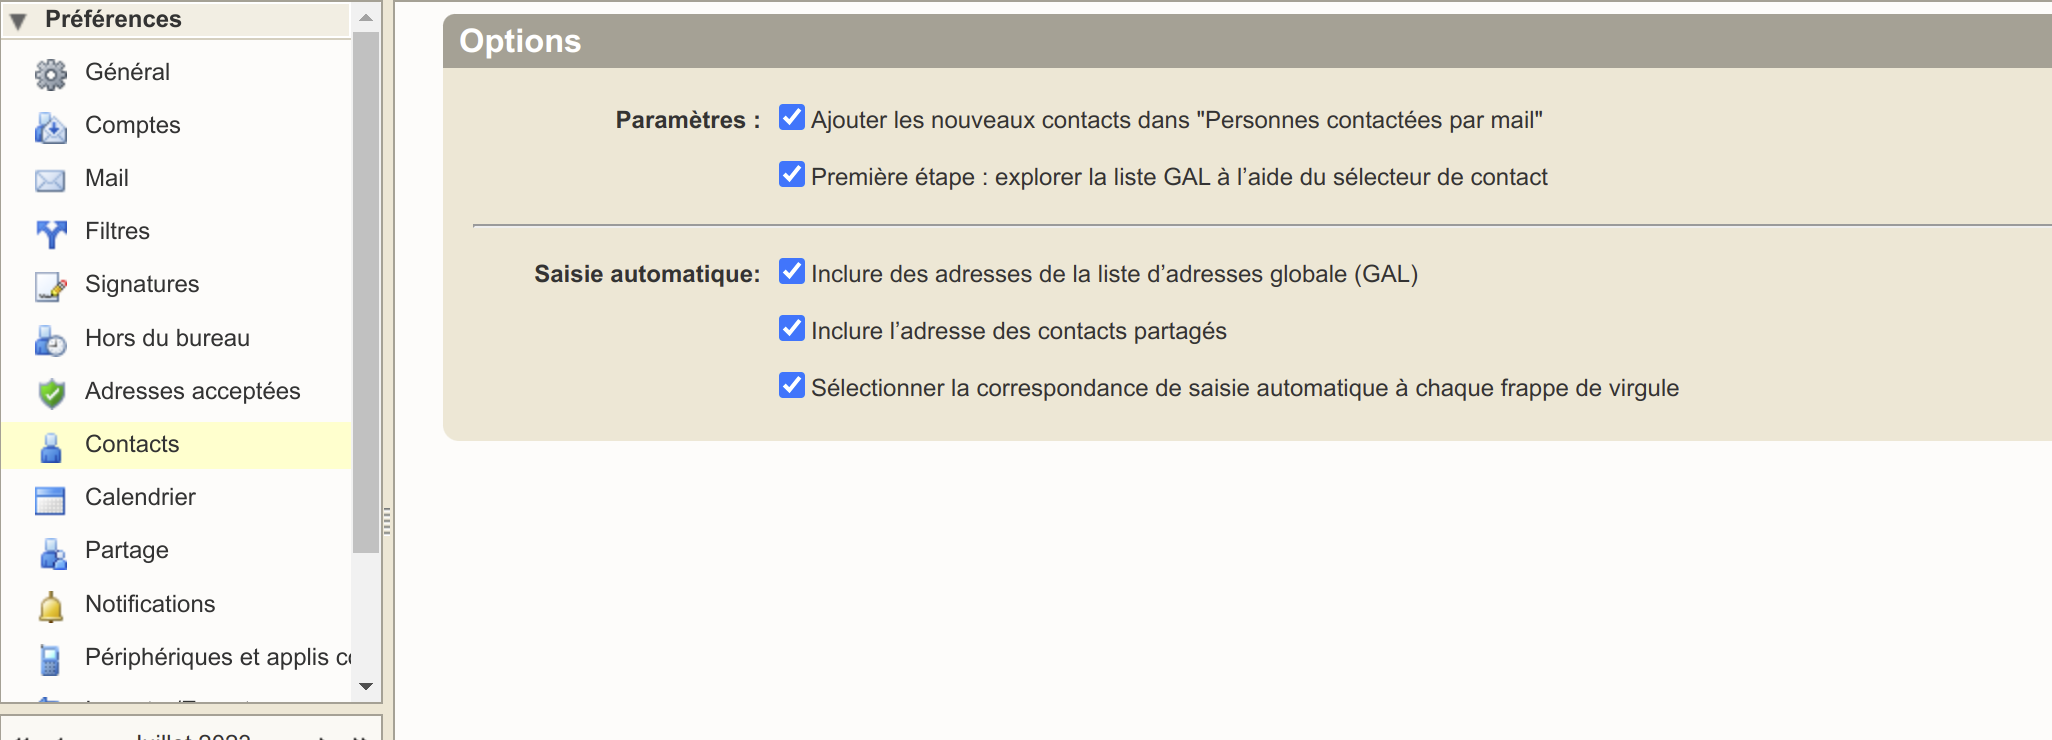 Préférences
Général
Comptes
Mail
Filtres
Signatures
Hors du bureau
Adresses acceptées
Contacts
Calendrier
Partage
Notifications
Périphériques et applis
Juillet 2023
Options
Paramètres : Ajouter les nouveaux contacts dans "Personnes contactées par mail"
Première étape : explorer la liste GAL à l’aide du sélecteur de contact
Saisie automatique: Inclure des adresses de la liste d’adresses globale (GAL)
Inclure l’adresse des contacts partagés
Sélectionner la correspondance de saisie automatique à chaque frappe de virgule